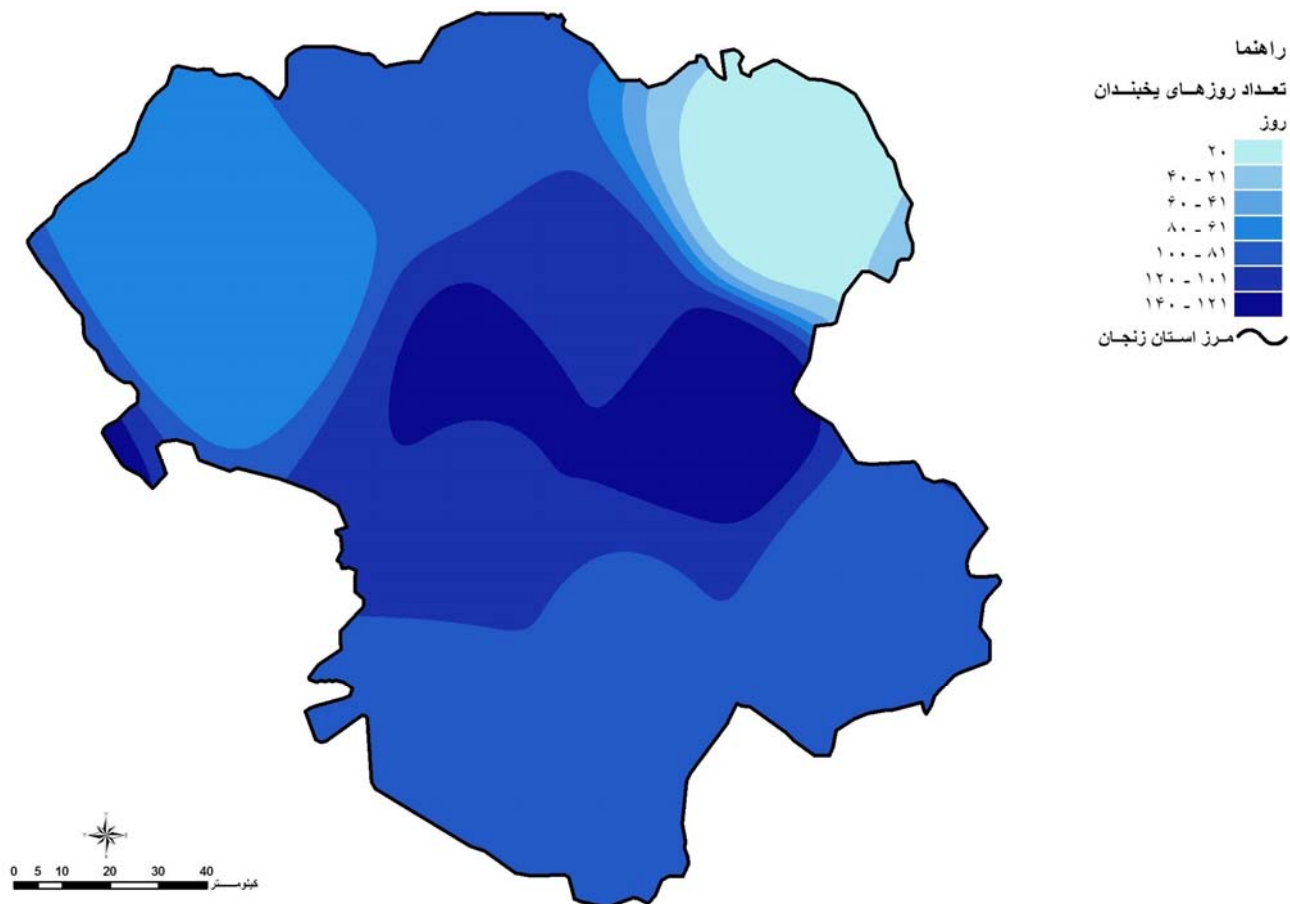 راهنما
تعداد روزهای یخبندان
روز
۲۰
۲۱ - ۴۰
۴۱ - ۶۰
۶۱ - ۸۰
۸۱ - ۱۰۰
۱۰۱ - ۱۲۰
۱۲۱ - ۱۴۰
مرز استان زنجان
0 5 10 20 30 40
کیلومتر